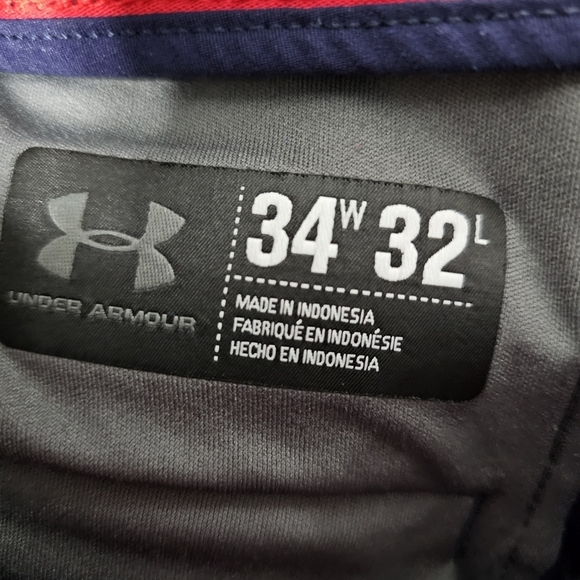 UNDER ARMOUR
34W 32L
MADE IN INDONESIA
FABRIQUÉ EN INDONÉSIE
HECHO EN INDONESIA